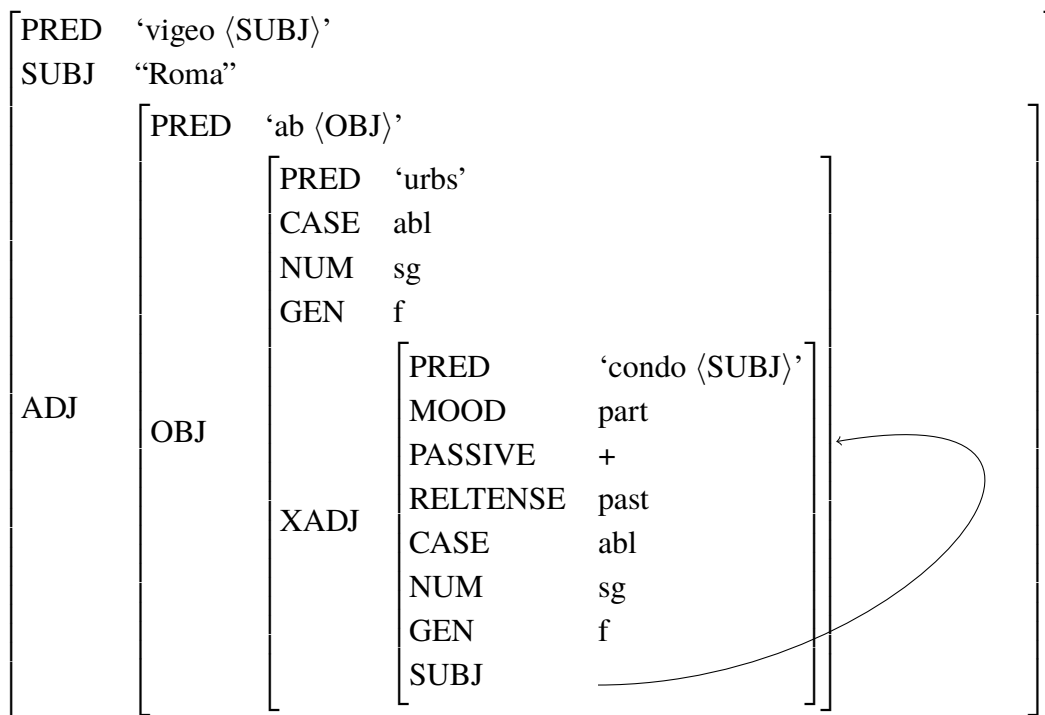 PRED ‘vigeo ⟨SUBJ⟩’
SUBJ “Roma”
ADJ
PRED ‘ab ⟨OBJ⟩’
OBJ
PRED ‘urbs’
CASE abl
NUM sg
GEN f
XADJ
PRED ‘condo ⟨SUBJ⟩’
MOOD part
PASSIVE +
RELTENSE past
CASE abl
NUM sg
GEN f
SUBJ